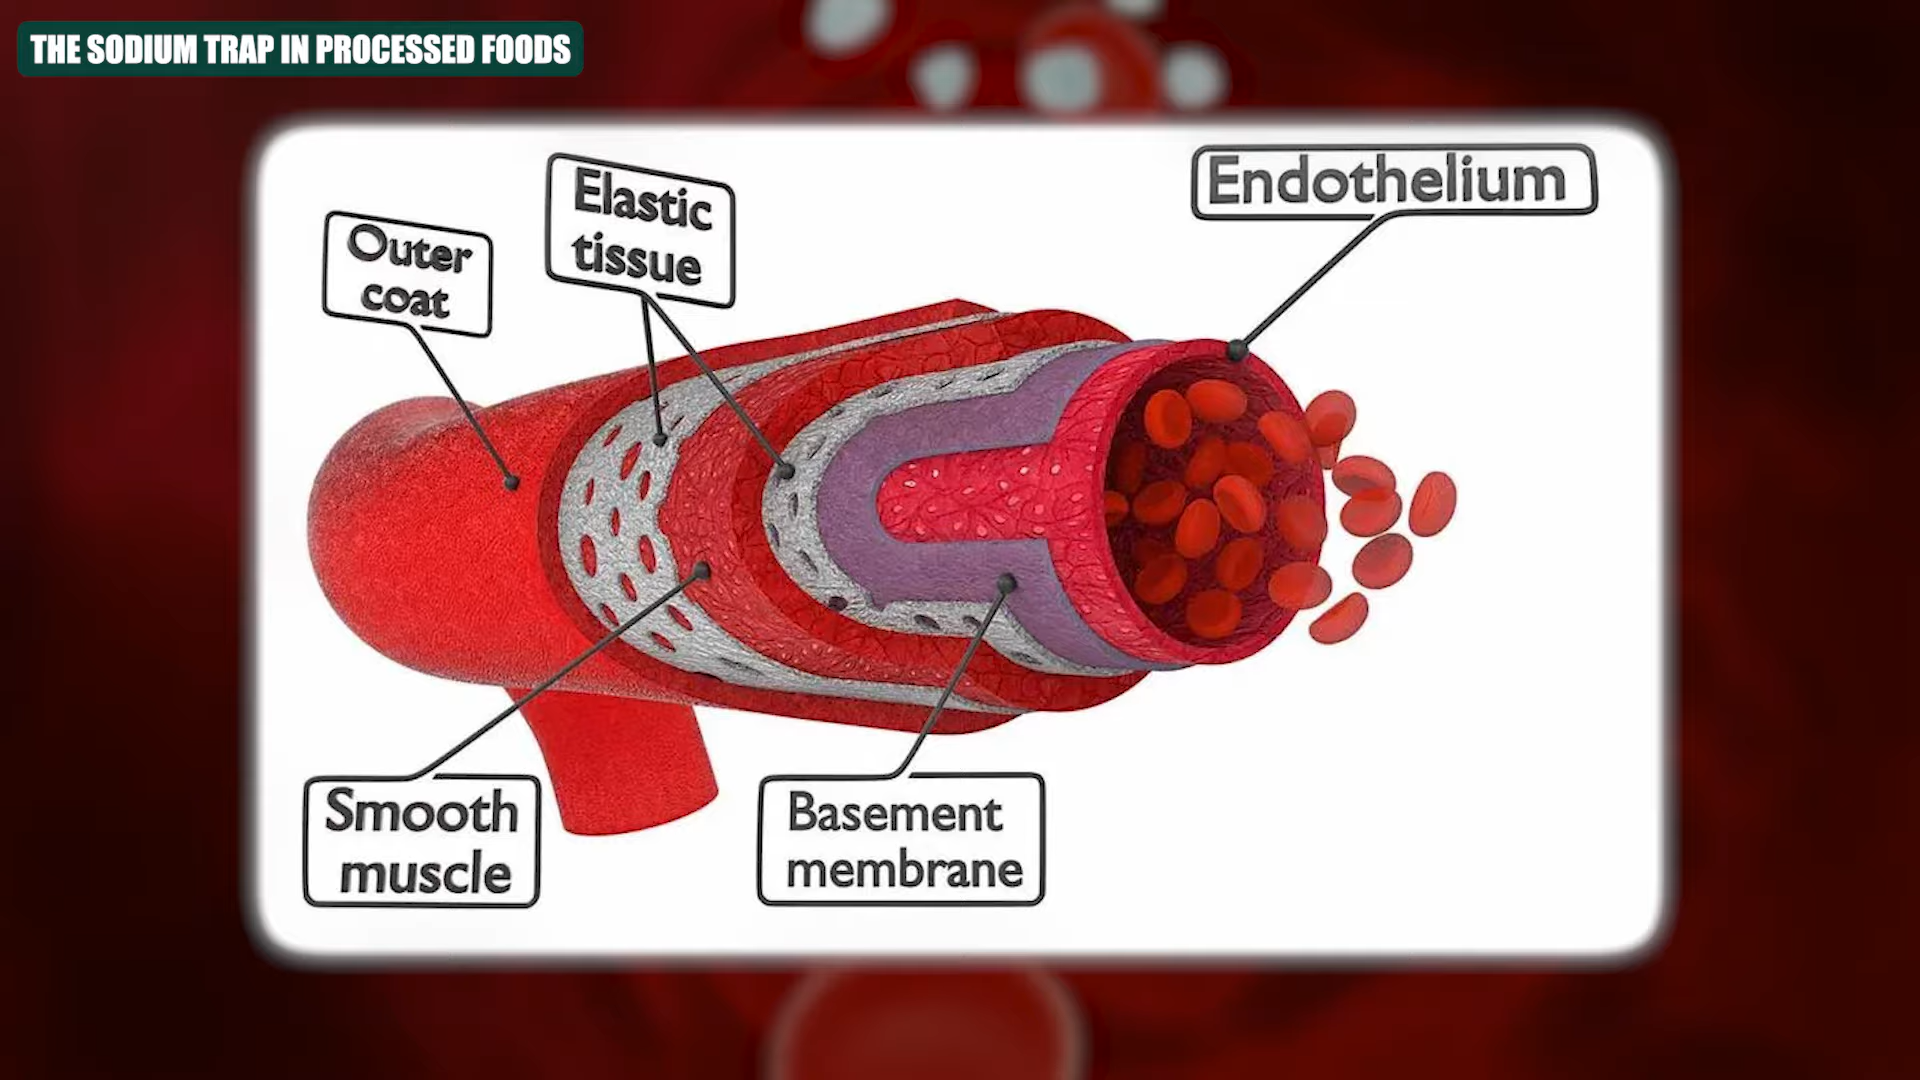 THE SODIUM TRAP IN PROCESSED FOODS
Outer
coat
Elastic
tissue
Endothelium
Smooth
muscle
Basement
membrane